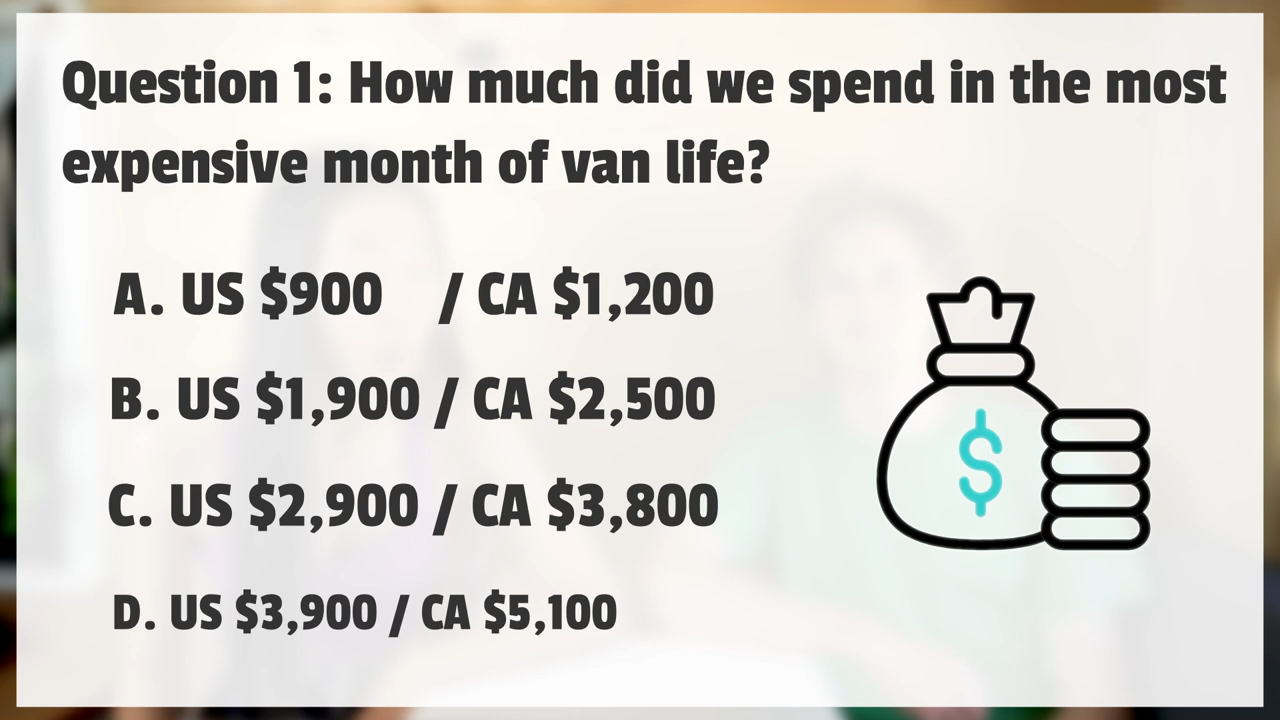 Question 1: How much did we spend in the most
expensive month of van life?
A. US $900 / CA $1,200
B. US $1,900 / CA $2,500
C. US $2,900 / CA $3,800
D. US $3,900 / CA $5,100
$